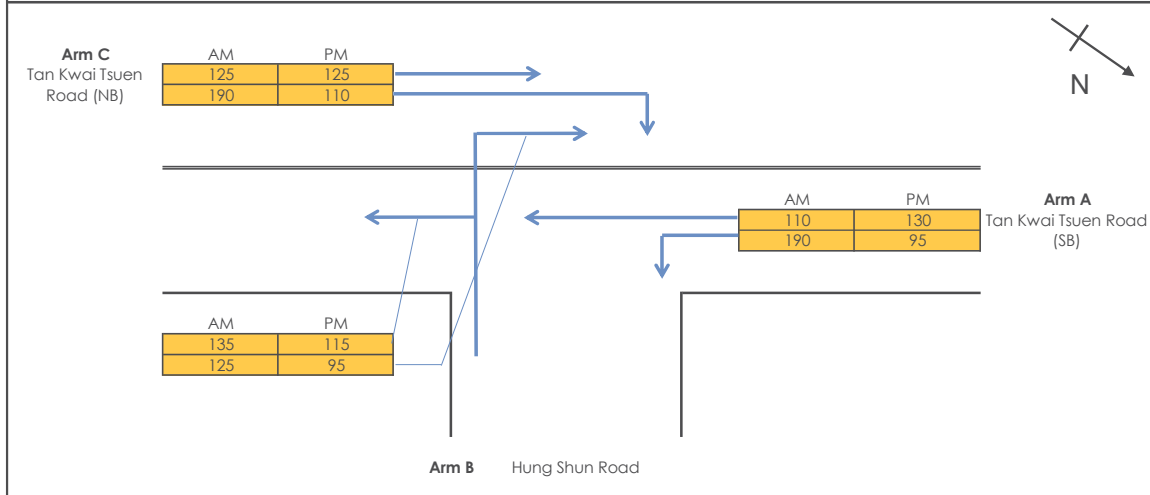 Arm C
Tan Kwai Tsuen
Road (NB)
AM PM
125 125
190 110
N
AM PM
110 130
190 95
Arm A
Tan Kwai Tsuen Road
(SB)
AM PM
135 115
125 95
Arm B Hung Shun Road